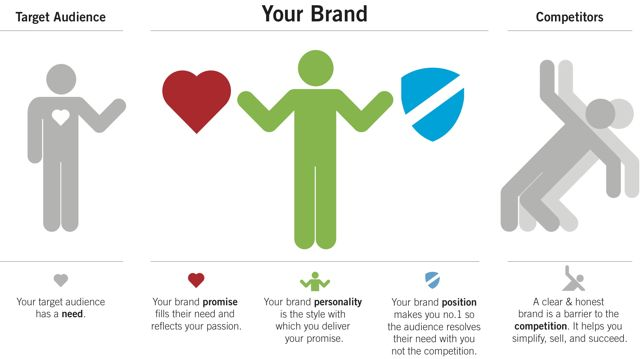 Target Audience
Your Brand
Competitors
Your target audience
has a need.
Your brand promise
fills their need and
reflects your passion.
Your brand personality
is the style with
which you deliver
your promise.
Your brand position
makes you no.1 so
the audience resolves
their need with you
not the competition.
A clear & honest
brand is a barrier to the
competition. It helps you
simplify, sell, and succeed.